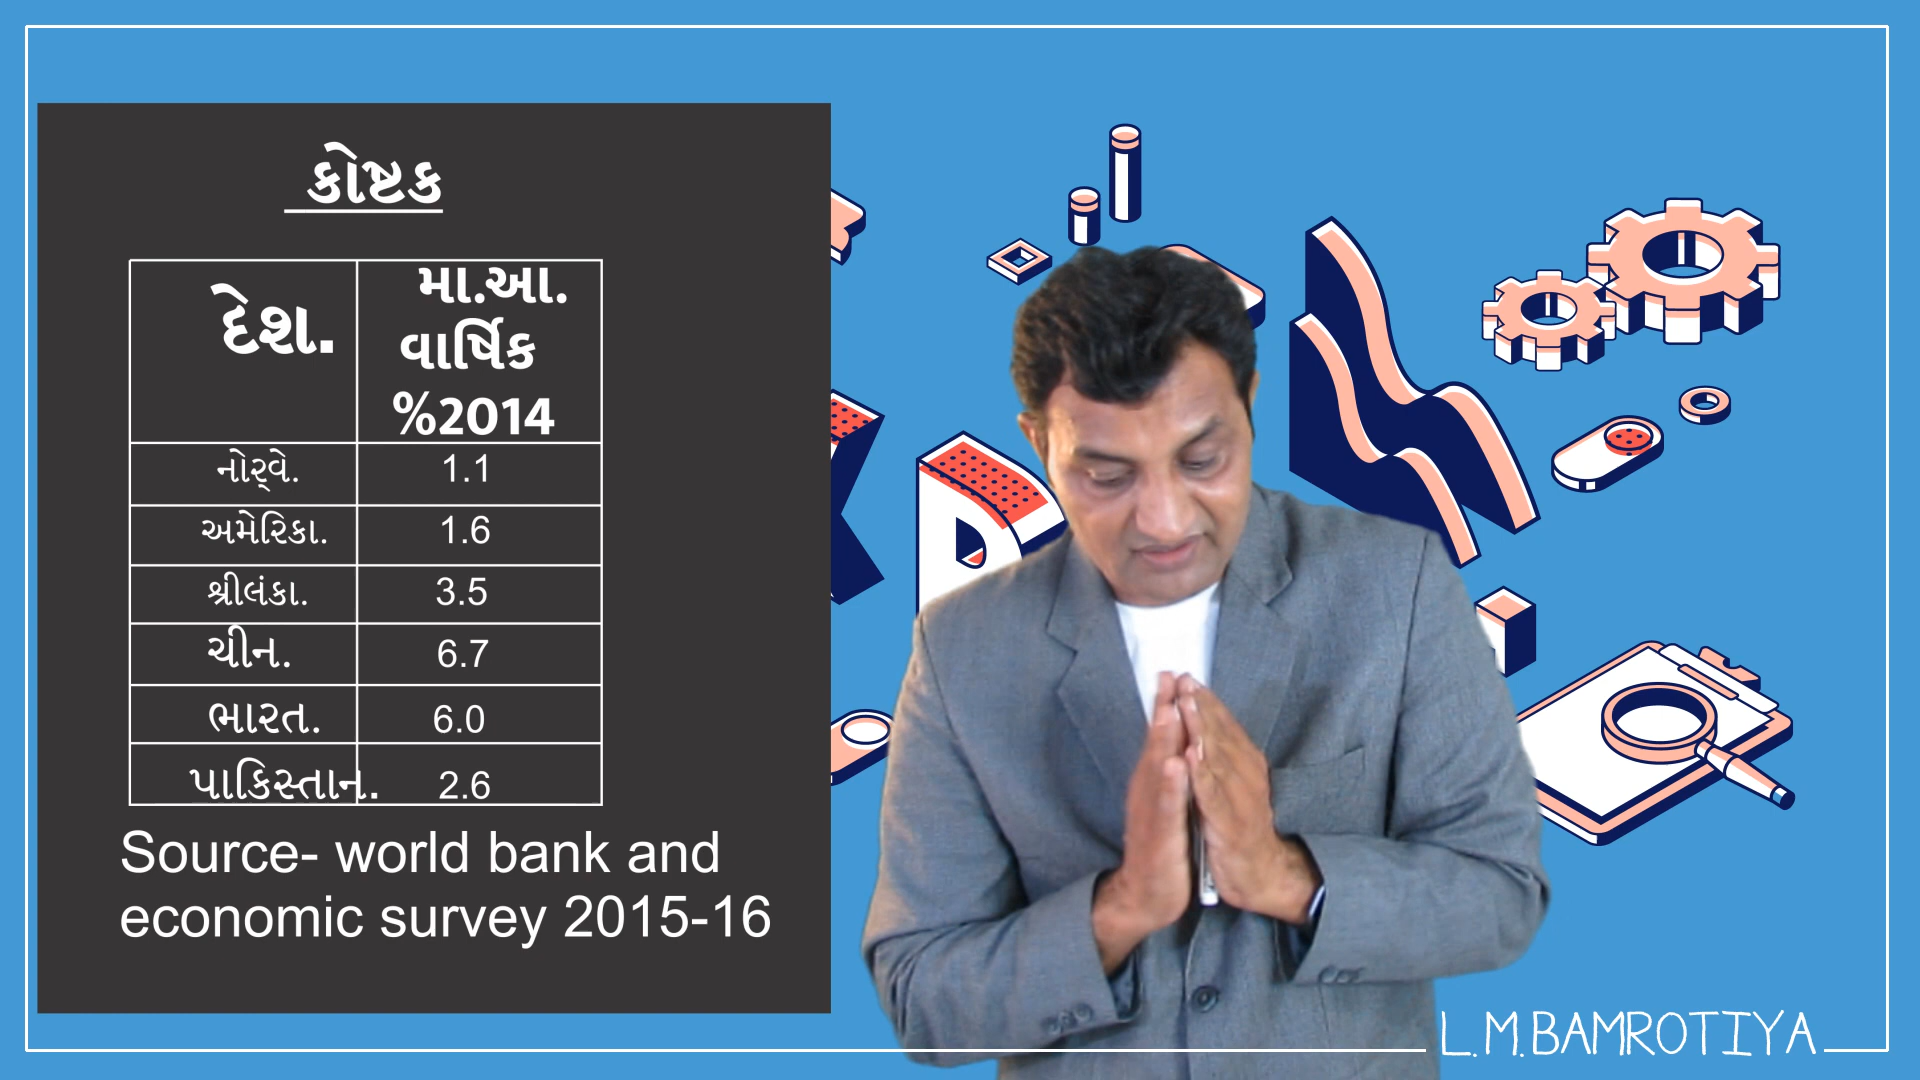 કોષ્ટક
દેશ. મા.આ. વાર્ષિક %2014
નોર્‌વે. 1.1
અમેરિકા. 1.6
શ્રીલંકા. 3.5
ચીન. 6.7
ભારત. 6.0
પાકિસ્તાન. 2.6
Source- world bank and
economic survey 2015-16
L.M.BAMROTIYA